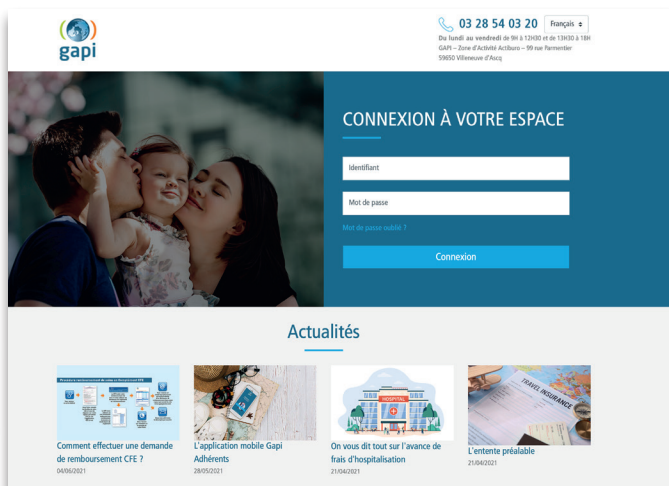 gapi
03 28 54 03 20
Français
Du lundi au vendredi de 9H à 12H30 et de 13H30 à 18H
GAPI – Zone d'Activité Actiburo – 99 rue Parmentier
59650 Villeneuve d'Ascq
CONNEXION À VOTRE ESPACE
Identifiant
Mot de passe
Mot de passe oublié ?
Connexion
Actualités
HOSPITAL
TRAVEL INSURANCE
Comment effectuer une demande
de remboursement CFE ?
04/06/2021
L'application mobile Gapi
Adhérents
28/05/2021
On vous dit tout sur l'avance de
frais d'hospitalisation
21/04/2021
L'entente préalable
21/04/2021